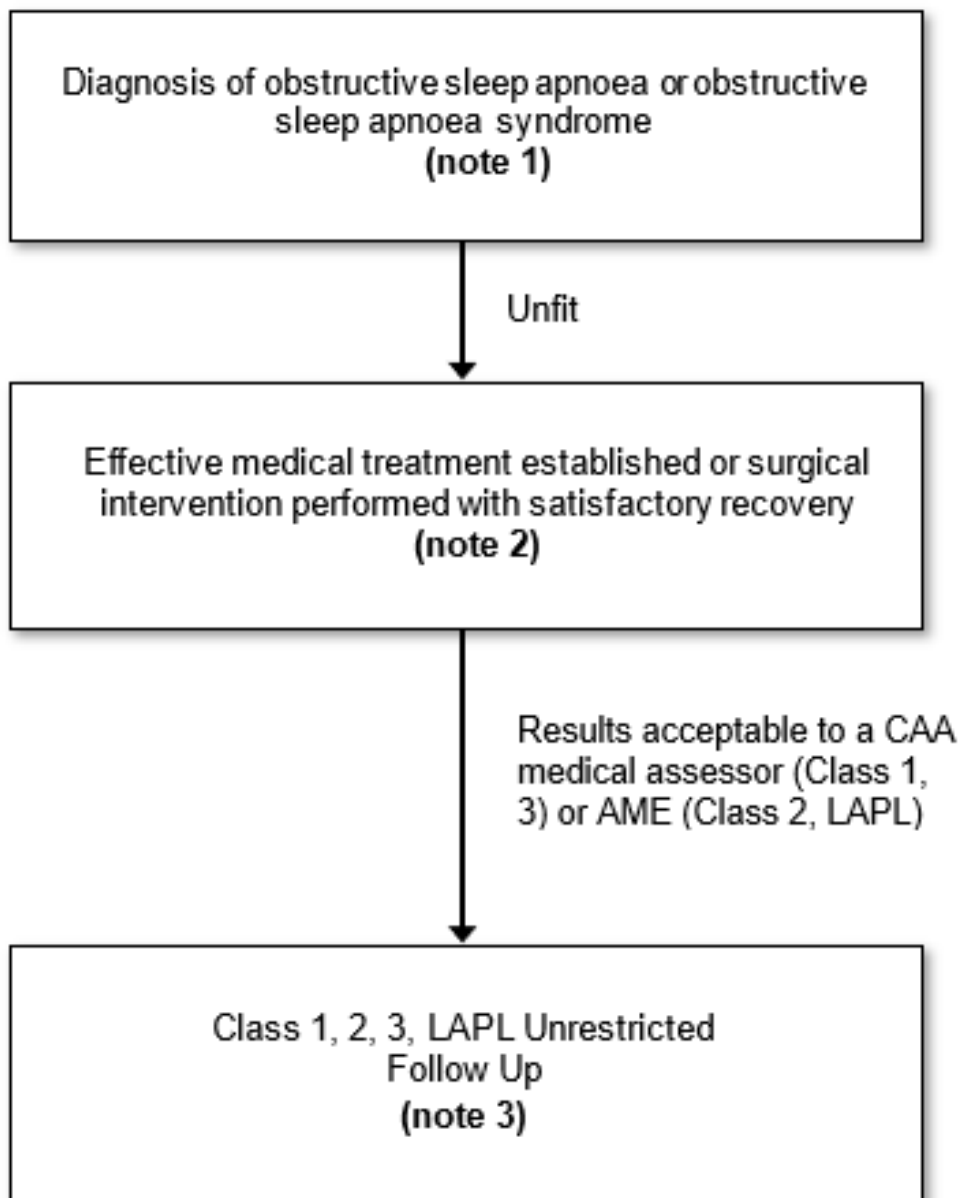 Diagnosis of obstructive sleep apnoea or obstructive
sleep apnoea syndrome
(note 1)
Unfit
Effective medical treatment established or surgical
intervention performed with satisfactory recovery
(note 2)
Results acceptable to a CAA
medical assessor (Class 1,
3) or AME (Class 2, LAPL)
Class 1, 2, 3, LAPL Unrestricted
Follow Up
(note 3)